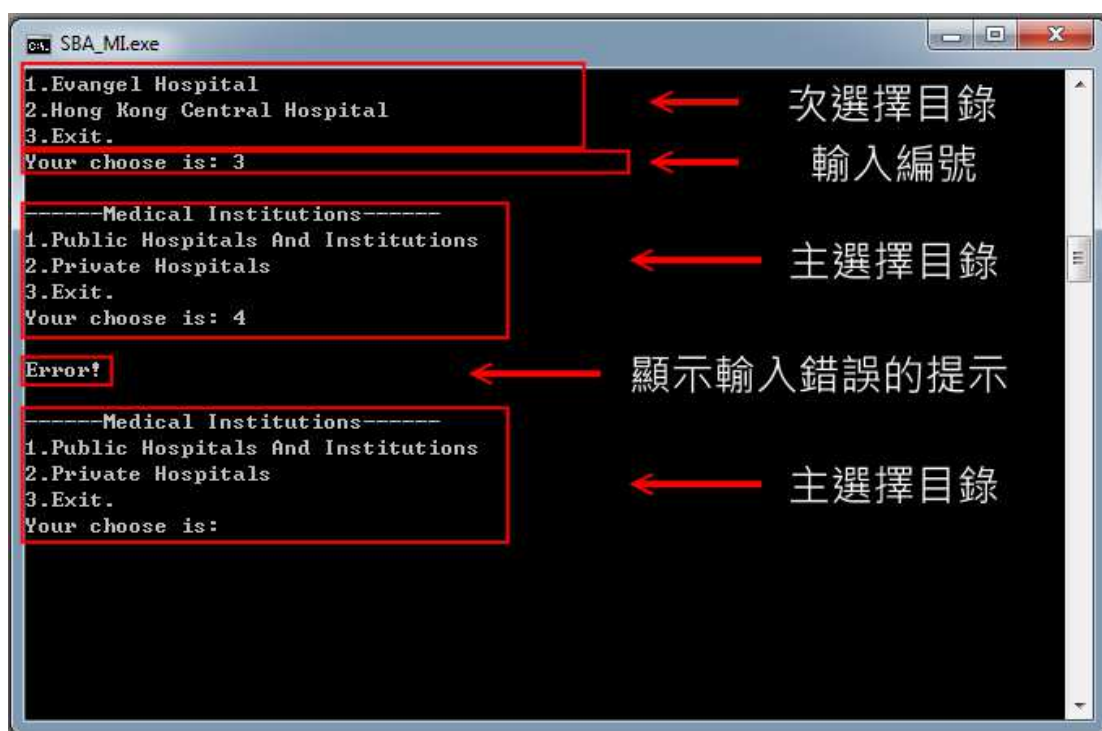 SBA_MI.exe
1.Evangel Hospital
2.Hong Kong Central Hospital
3.Exit.
次選擇目錄
Your choose is: 3
輸入編號
------Medical Institutions------
1.Public Hospitals And Institutions
2.Private Hospitals
3.Exit.
Your choose is: 4
主選擇目錄
Error!
顯示輸入錯誤的提示
------Medical Institutions------
1.Public Hospitals And Institutions
2.Private Hospitals
3.Exit.
Your choose is:
主選擇目錄